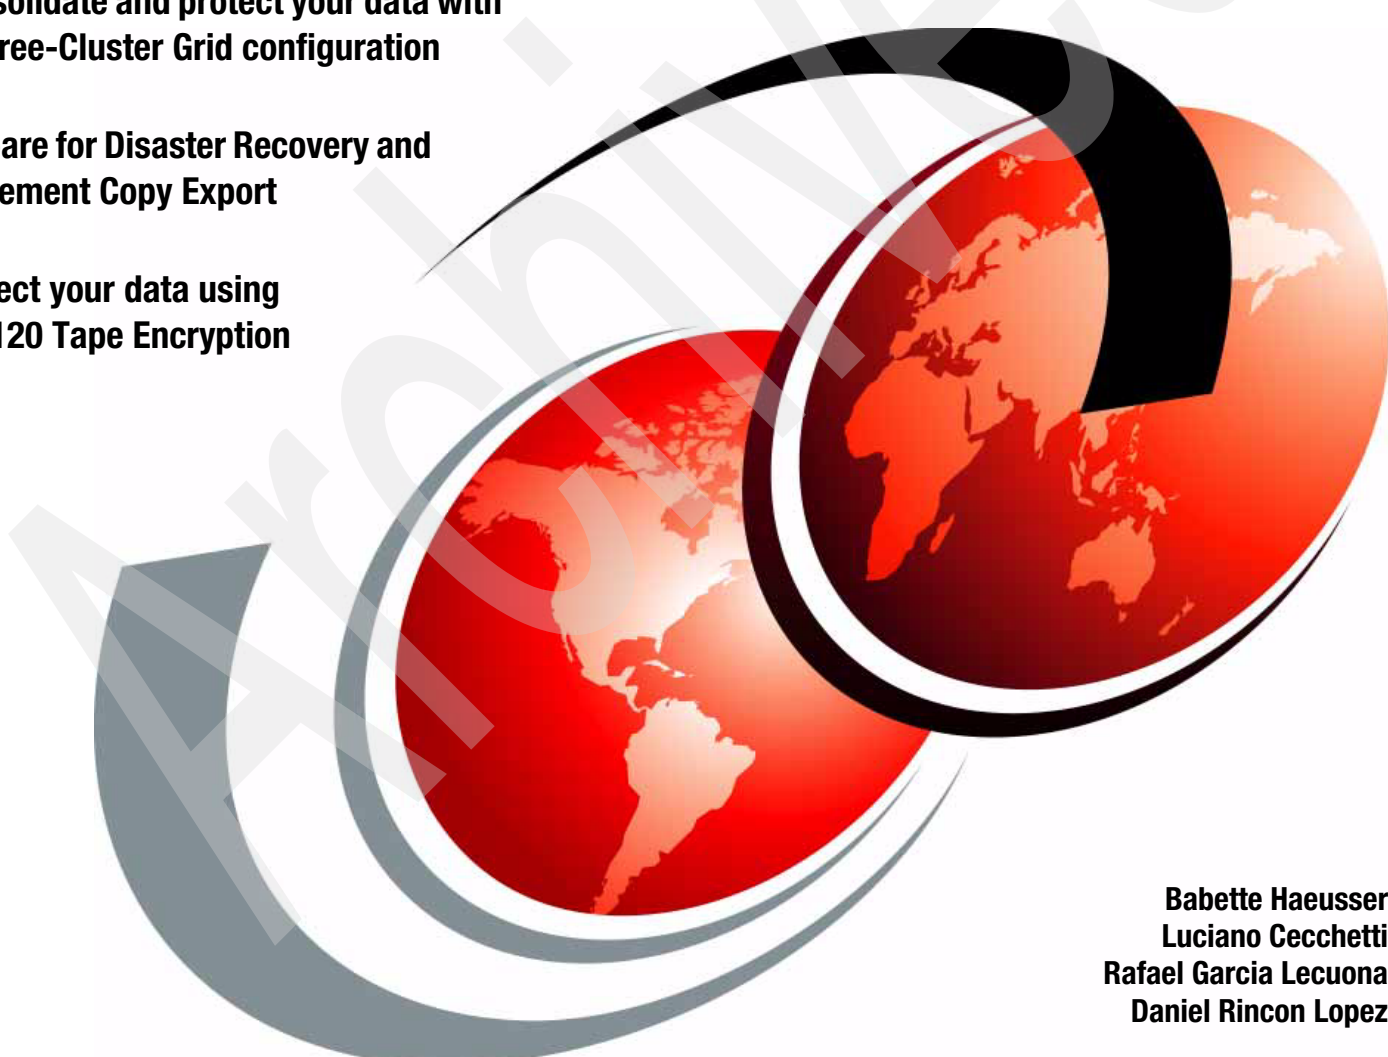 solidate and protect your data with
ree-Cluster Grid configuration
are for Disaster Recovery and
ement Copy Export
ect your data using
120 Tape Encryption
Babette Haeusser
Luciano Cecchetti
Rafael Garcia Lecuona
Daniel Rincon Lopez
Archive